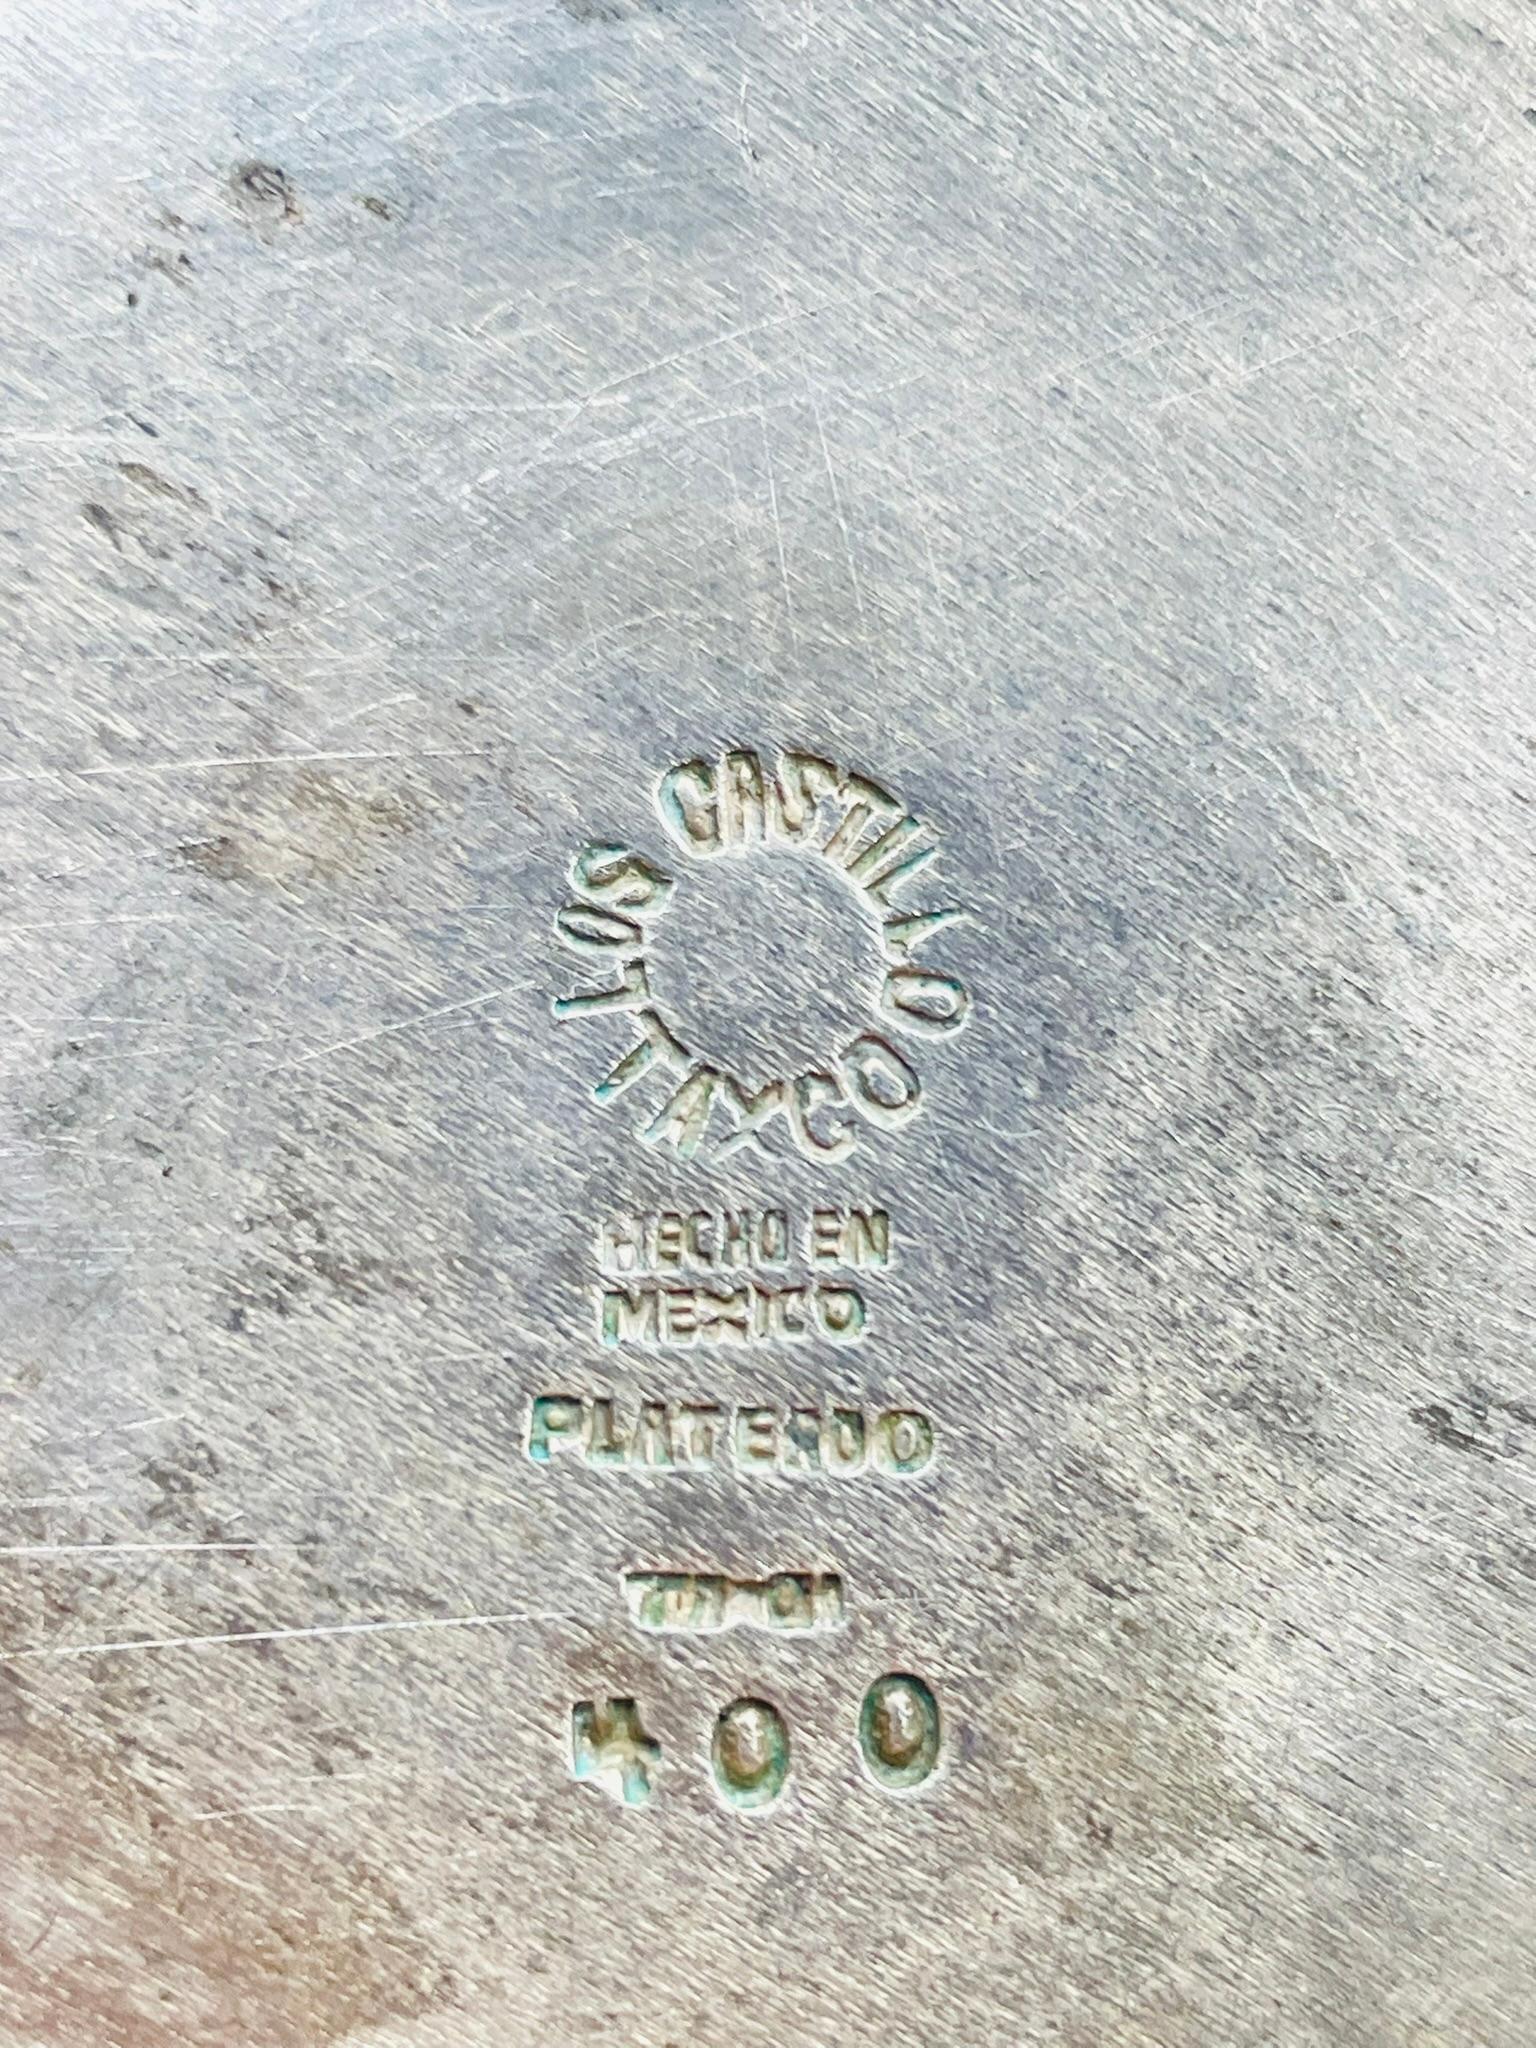 LOS CASTILLO
TAXCO
HECHO EN
MEXICO
PLATEADO
400